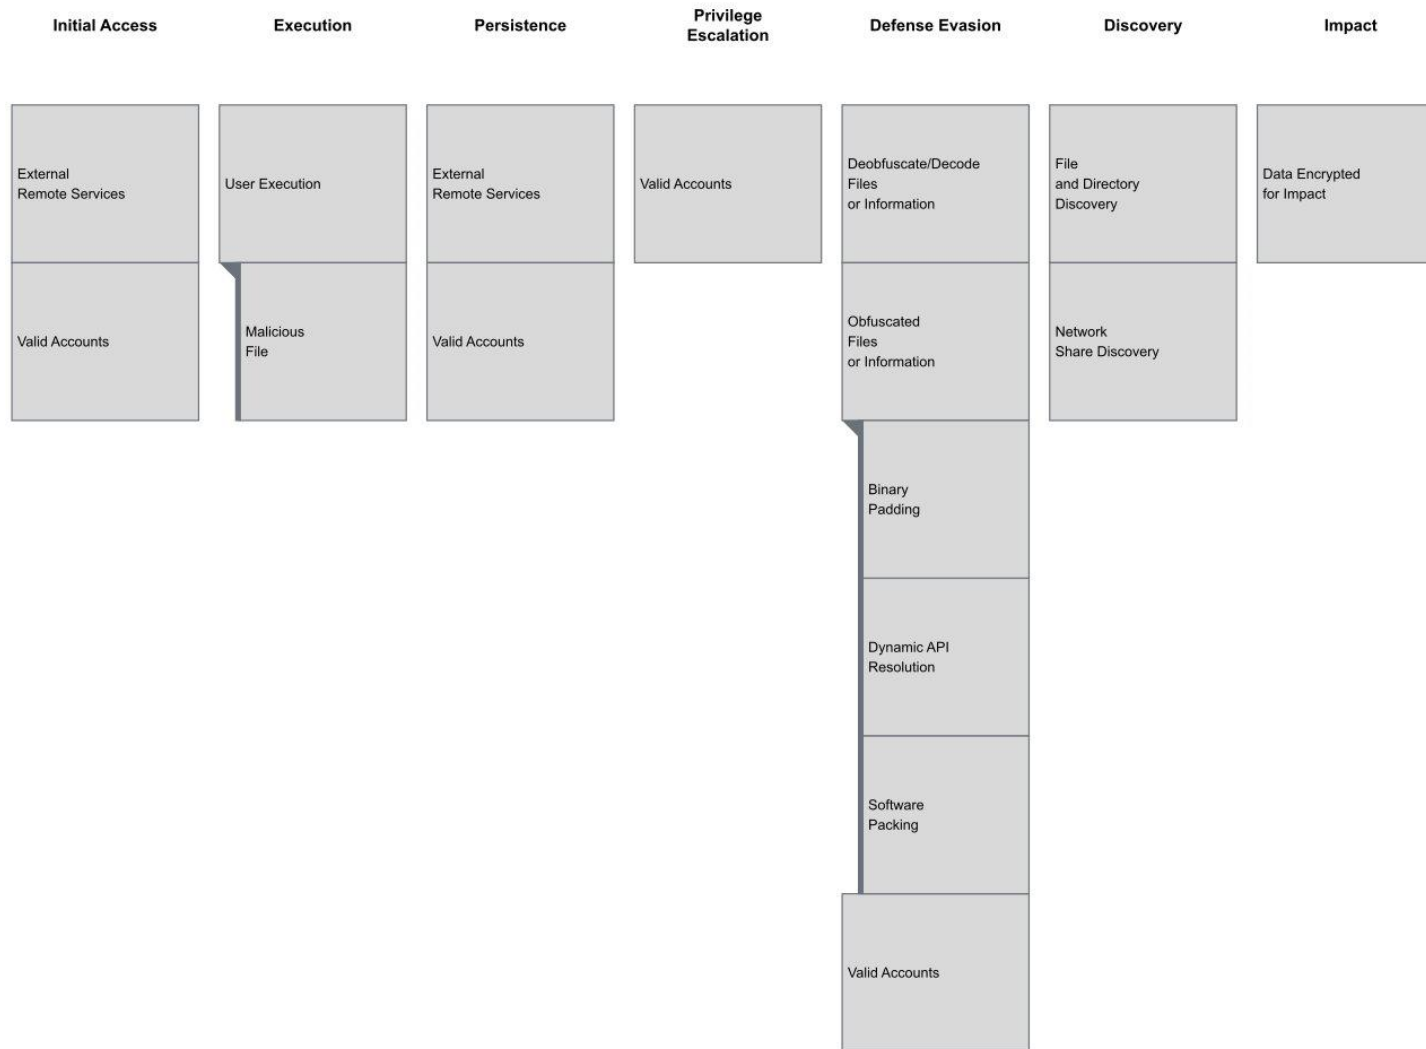 Initial Access
Execution
Persistence
Privilege
Escalation
Defense Evasion
Discovery
Impact
External
Remote Services
Valid Accounts
User Execution
Malicious
File
External
Remote Services
Valid Accounts
Valid Accounts
Deobfuscate/Decode
Files
or Information
Obfuscated
Files
or Information
Binary
Padding
Dynamic API
Resolution
Software
Packing
Valid Accounts
File
and Directory
Discovery
Network
Share Discovery
Data Encrypted
for Impact